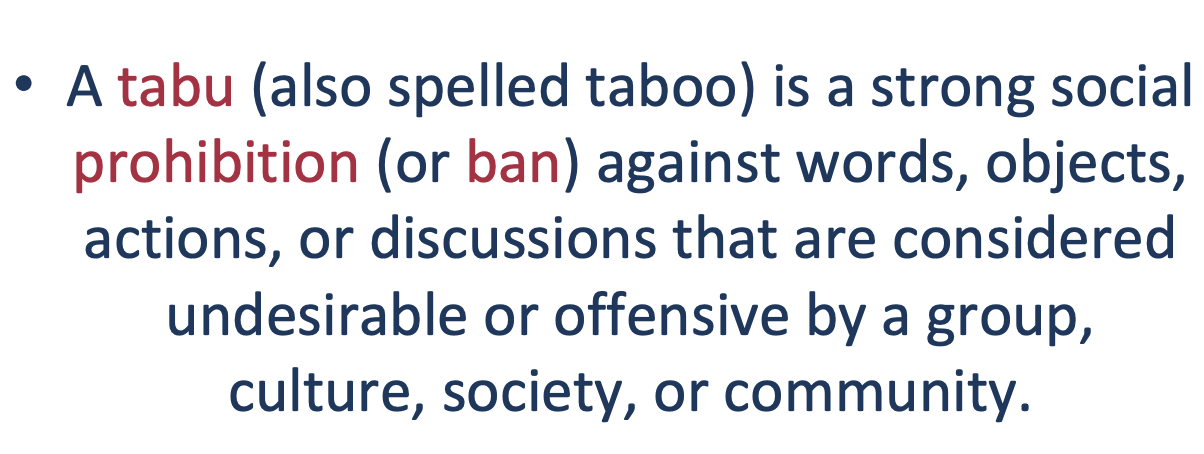 • A tabu (also spelled taboo) is a strong social
prohibition (or ban) against words, objects,
actions, or discussions that are considered
undesirable or offensive by a group,
culture, society, or community.